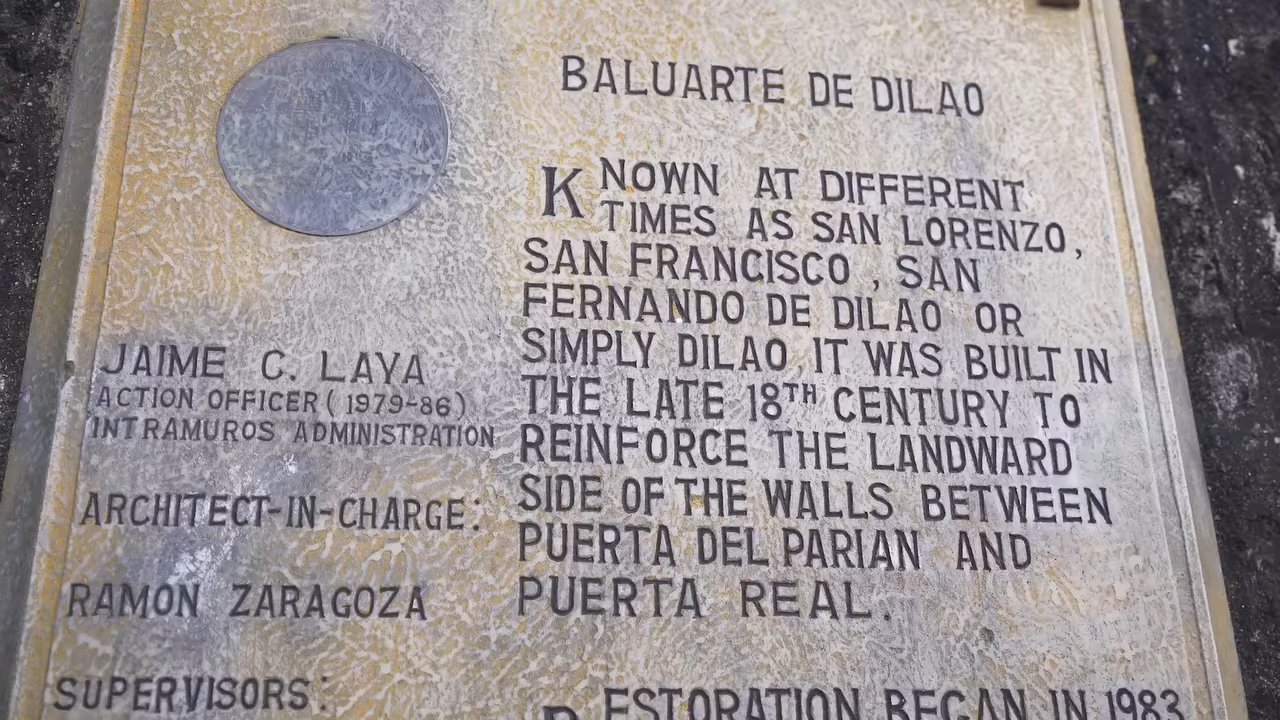 BALUARTE DE DILAO
KNOWN AT DIFFERENT
TIMES AS SAN LORENZO,
SAN FRANCISCO, SAN
FERNANDO DE DILAO OR
SIMPLY DILAO, IT WAS BUILT IN
THE LATE 18TH CENTURY TO
REINFORCE THE LANDWARD
SIDE OF THE WALLS BETWEEN
PUERTA DEL PARIAN AND
PUERTA REAL.
RESTORATION BEGAN IN 1983
JAIME C. LAYA
ACTION OFFICER (1979-86)
INTRAMUROS ADMINISTRATION
ARCHITECT-IN-CHARGE:
RAMON ZARAGOZA
SUPERVISORS: